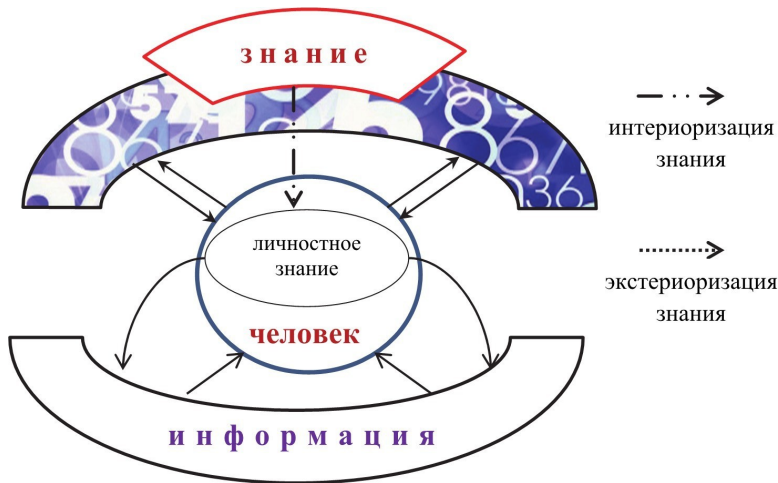 знание
интериоризация
знания
личностное
знание
экстериоризация
знания
человек
информация